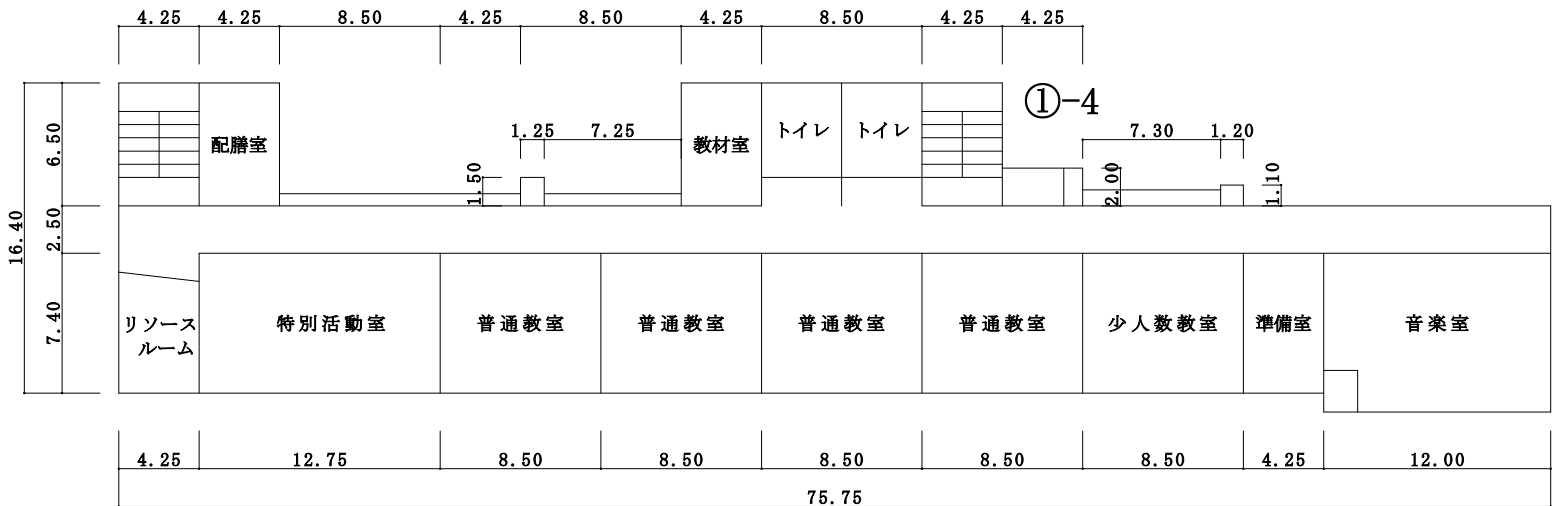 4.25 4.25 8.50 4.25 8.50 4.25 8.50 4.25 4.25
①-4
1.25 7.25
7.30 1.20
配膳室
教材室
トイレ
トイレ
6.50
1.50
2.00
1.10
16.40
2.50
7.40
リソース
ルーム
特別活動室
普通教室
普通教室
普通教室
普通教室
少人数教室
準備室
音楽室
4.25 12.75 8.50 8.50 8.50 8.50 8.50 4.25 12.00
75.75